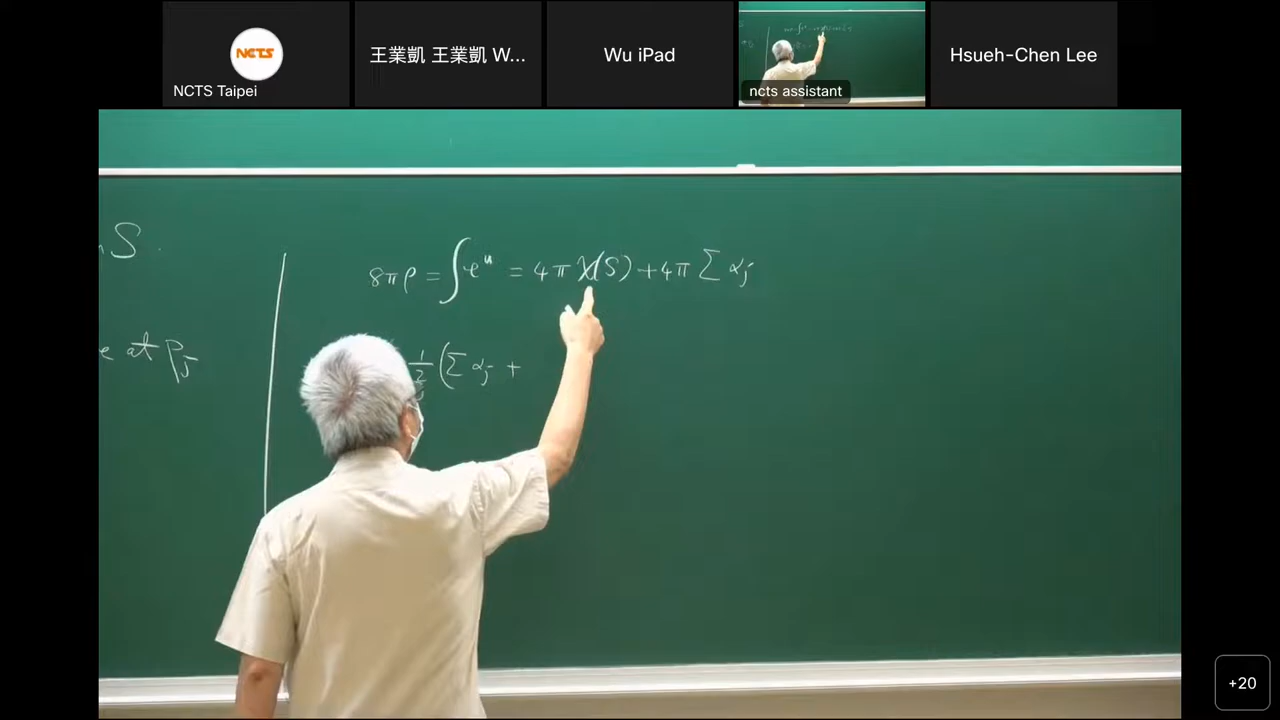 NCTS
NCTS Taipei
王業凱 王業凱 W...
Wu iPad
ncts assistant
Hsueh-Chen Lee
S.
e at p_j
8πρ = ∫ e^u = 4π χ(S) + 4π Σ α_j
1/2 (Σ α_j +
+20